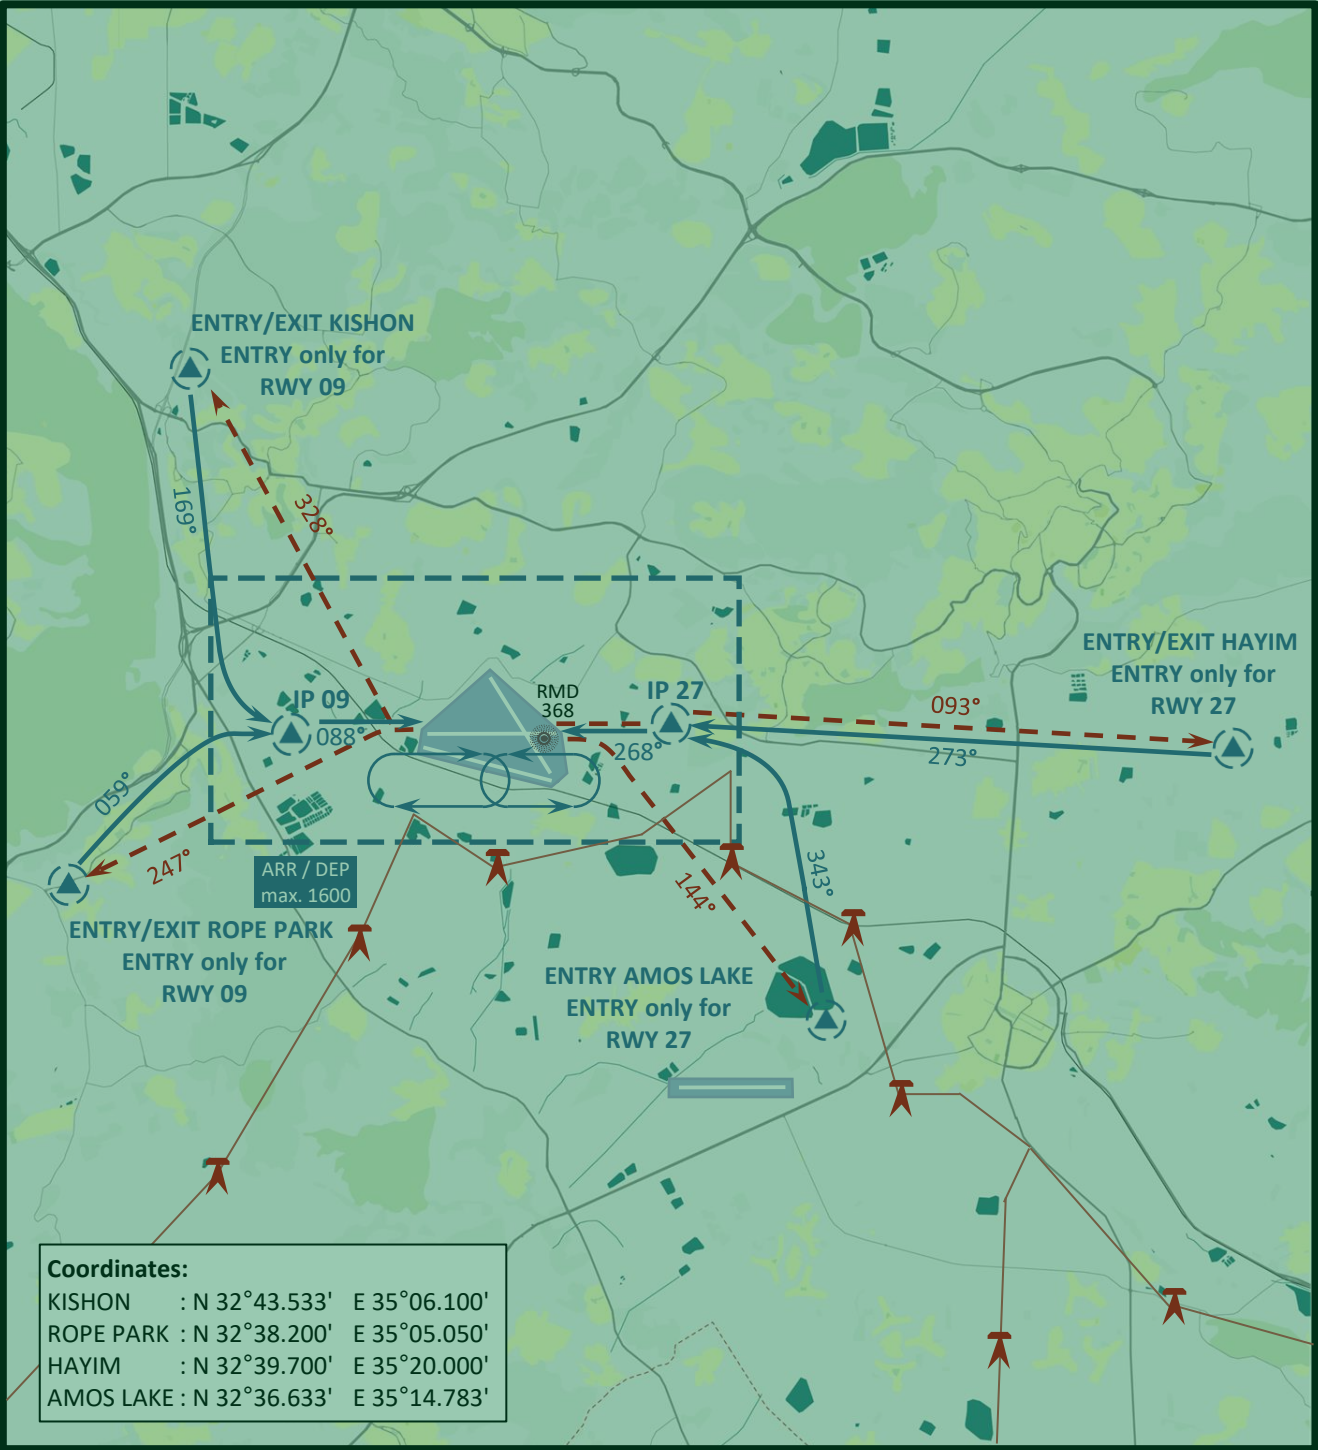 ENTRY/EXIT KISHON
ENTRY only for
RWY 09
169°
328°
ENTRY/EXIT HAYIM
ENTRY only for
RWY 27
RMD
368
IP 27
IP 09
093°
088°
268°
273°
059°
247°
ARR / DEP
max. 1600
343°
144°
ENTRY/EXIT ROPE PARK
ENTRY only for
RWY 09
ENTRY AMOS LAKE
ENTRY only for
RWY 27
Coordinates:
KISHON : N 32°43.533' E 35°06.100'
ROPE PARK : N 32°38.200' E 35°05.050'
HAYIM : N 32°39.700' E 35°20.000'
AMOS LAKE : N 32°36.633' E 35°14.783'